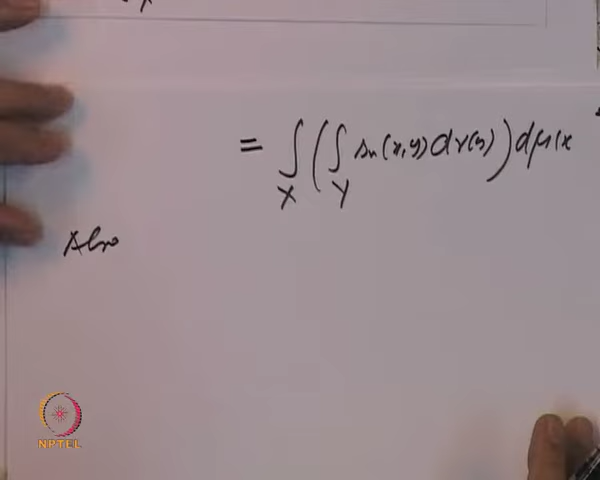 = ∫_X ( ∫_Y s_n(x,y) dν(y) ) dμ(x
Also
NPTEL